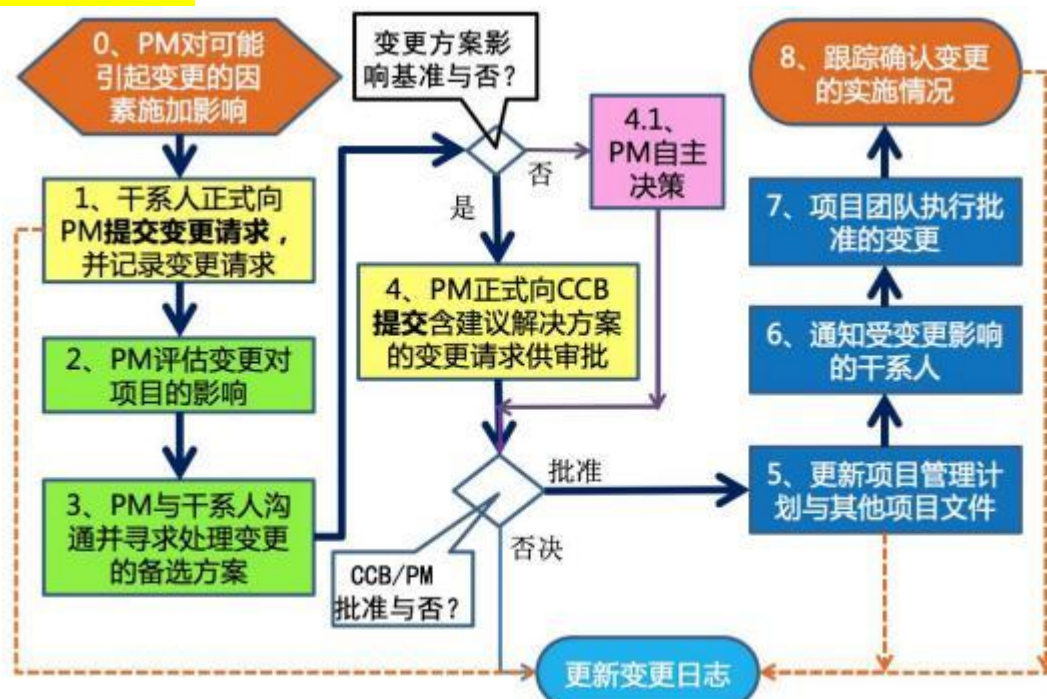 0、PM对可能
引起变更的因
素施加影响
1、干系人正式向
PM提交变更请求，
并记录变更请求
2、PM评估变更对
项目的影响
3、PM与干系人沟
通并寻求处理变更
的备选方案
变更方案影
响基准与否？
否
是
4.1、
PM自主
决策
4、PM正式向CCB
提交含建议解决方案
的变更请求供审批
批准
否决
CCB/PM
批准与否？
5、更新项目管理计
划与其他项目文件
6、通知受变更影响
的干系人
7、项目团队执行批
准的变更
8、跟踪确认变更
的实施情况
更新变更日志